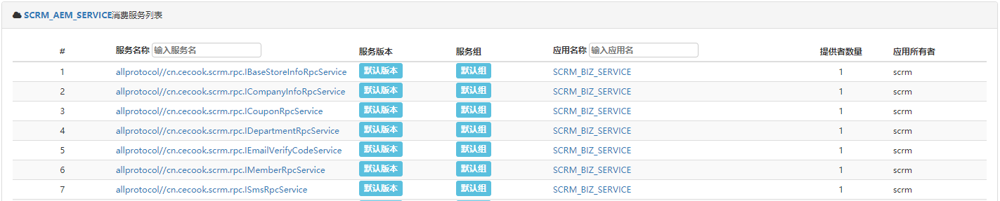 SCRM_AEM_SERVICE消费服务列表
# 服务名称 输入服务名 服务版本 服务组 应用名称 输入应用名 提供者数量 应用所有者
1 allprotocol//cn.cecook.scrm.rpc.IBaseStoreInfoRpcService 默认版本 默认组 SCRM_BIZ_SERVICE 1 scrm
2 allprotocol//cn.cecook.scrm.rpc.ICompanyInfoRpcService 默认版本 默认组 SCRM_BIZ_SERVICE 1 scrm
3 allprotocol//cn.cecook.scrm.rpc.ICouponRpcService 默认版本 默认组 SCRM_BIZ_SERVICE 1 scrm
4 allprotocol//cn.cecook.scrm.rpc.IDepartmentRpcService 默认版本 默认组 SCRM_BIZ_SERVICE 1 scrm
5 allprotocol//cn.cecook.scrm.rpc.IEmailVerifyCodeService 默认版本 默认组 SCRM_BIZ_SERVICE 1 scrm
6 allprotocol//cn.cecook.scrm.rpc.IMemberRpcService 默认版本 默认组 SCRM_BIZ_SERVICE 1 scrm
7 allprotocol//cn.cecook.scrm.rpc.ISmsRpcService 默认版本 默认组 SCRM_BIZ_SERVICE 1 scrm